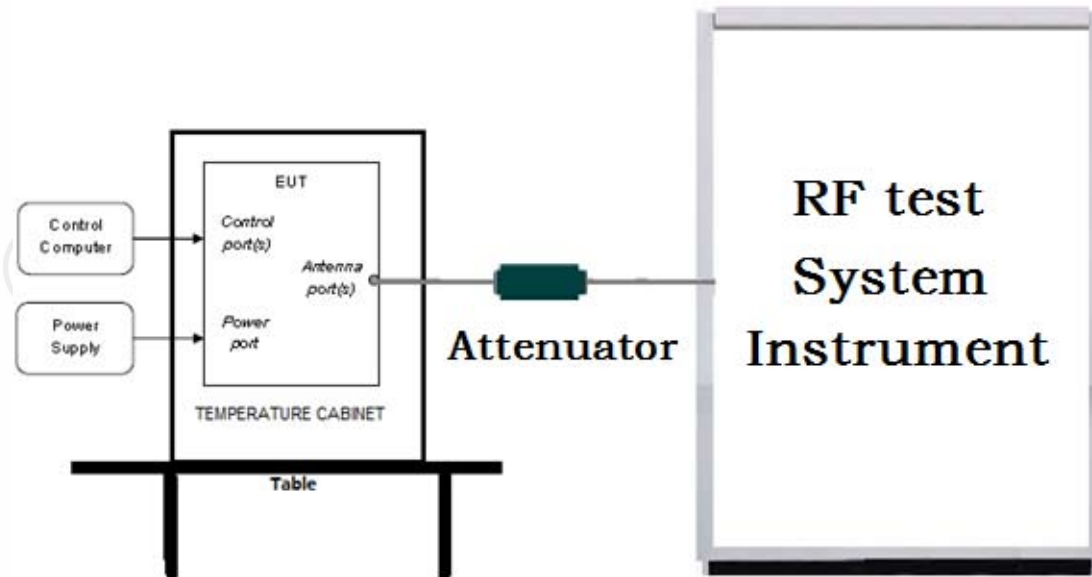 Control
Computer
Power
Supply
EUT
Control
port(s)
Antenna
port(s)
Power
port
TEMPERATURE CABINET
Table
Attenuator
RF test
System
Instrument